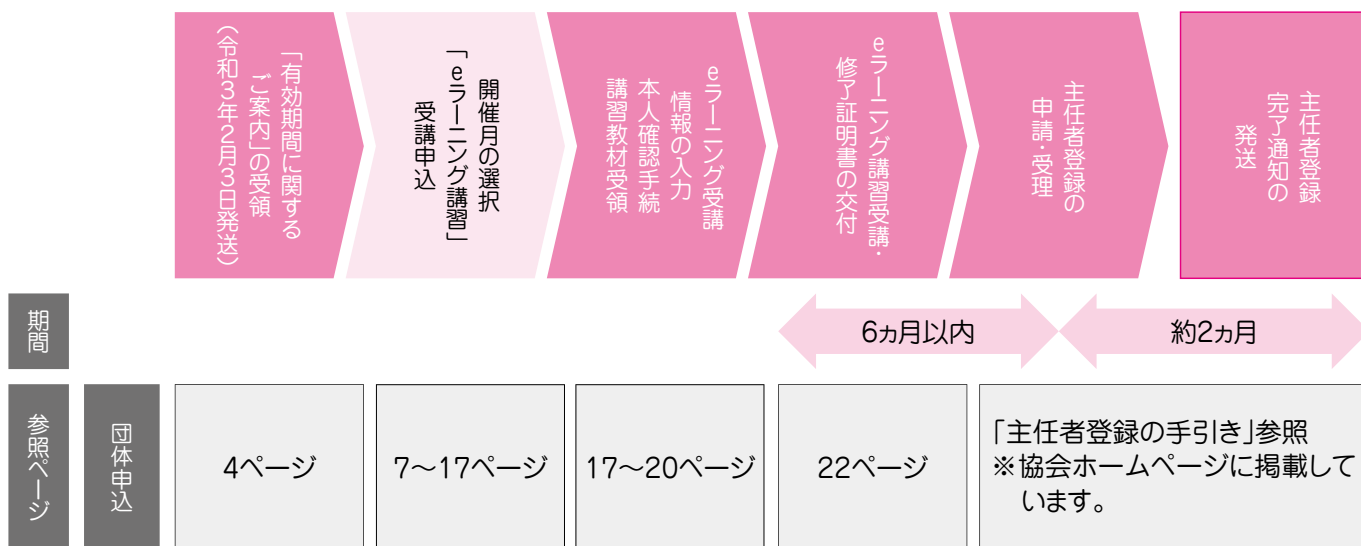 「有効期間に関する
ご案内」の受領
（令和3年2月3日発送）
開催月の選択
「eラーニング講習」
受講申込
eラーニング受講
情報の入力
本人確認手続
講習教材受領
eラーニング講習受講・
修了証明書の交付
主任者登録の
申請・受理
主任者登録
完了通知の
発送
期間
6ヵ月以内
約2ヵ月
参照ページ
団体申込
4ページ
7～17ページ
17～20ページ
22ページ
「主任者登録の手引き」参照
※協会ホームページに掲載して
います。